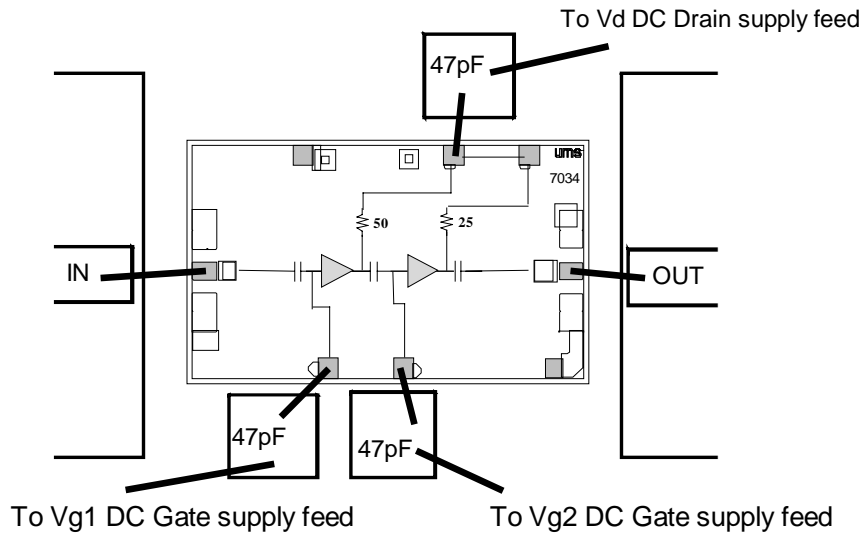 To Vd DC Drain supply feed
47pF
ums
7034
50
25
IN
OUT
47pF
47pF
To Vg1 DC Gate supply feed
To Vg2 DC Gate supply feed